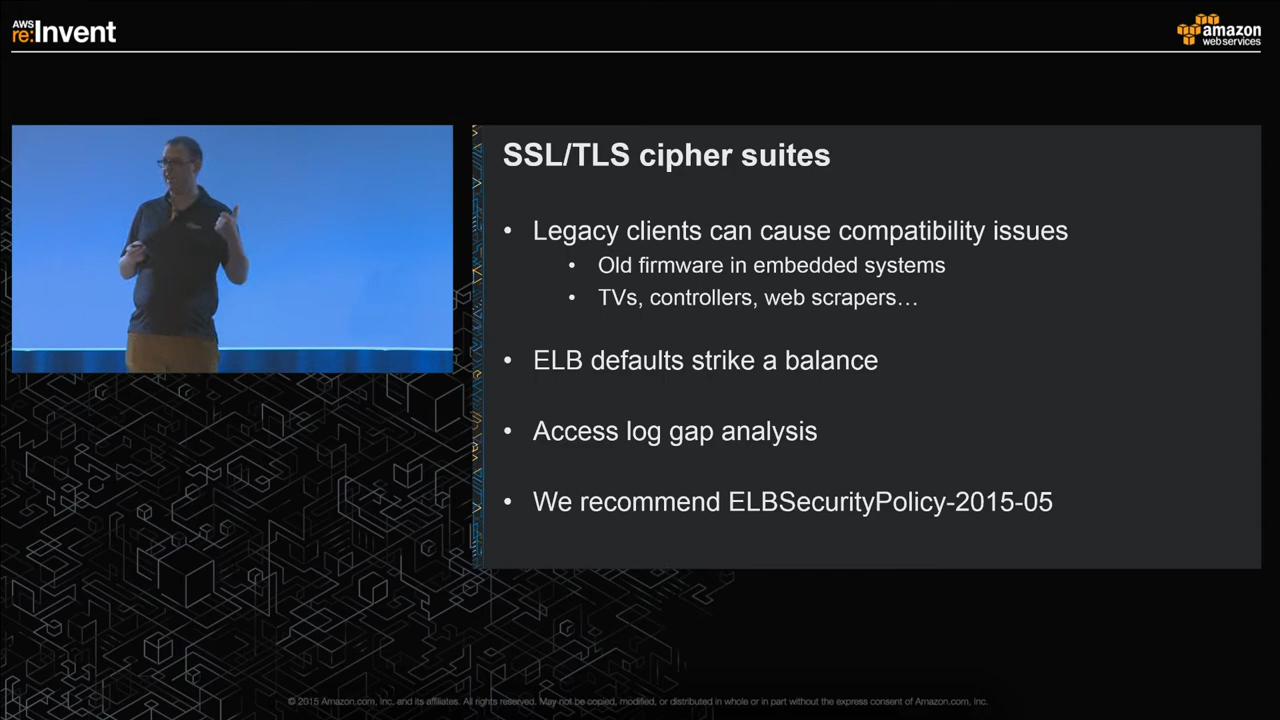 AWS
re:Invent
amazon
web services
SSL/TLS cipher suites
• Legacy clients can cause compatibility issues
• Old firmware in embedded systems
• TVs, controllers, web scrapers…
• ELB defaults strike a balance
• Access log gap analysis
• We recommend ELBSecurityPolicy-2015-05
© 2015 Amazon.com, Inc. and its affiliates. All rights reserved. May not be copied, modified, or distributed in whole or in part without the express consent of Amazon.com, Inc.